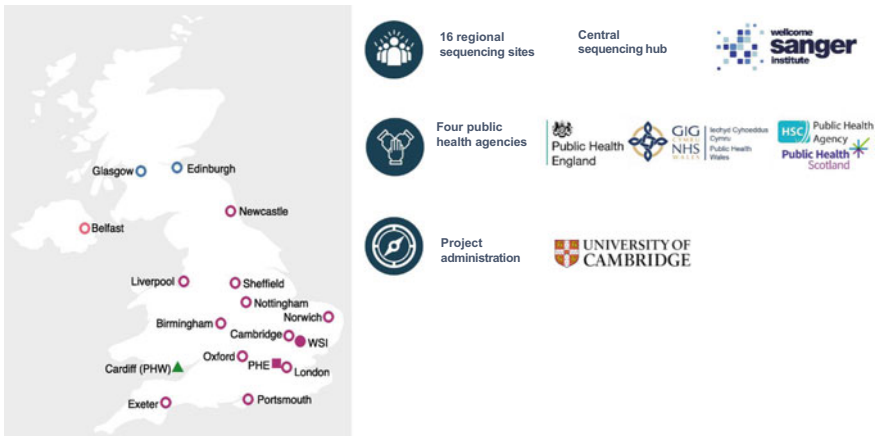 Glasgow
Edinburgh
Newcastle
Belfast
Liverpool
Sheffield
Nottingham
Norwich
Birmingham
Cambridge
WSI
Oxford
PHE
London
Cardiff (PHW)
Exeter
Portsmouth
16 regional
sequencing sites
Central
sequencing hub
wellcome
sanger
institute
Four public
health agencies
Public Health
England
GIG
CYMRU
NHS
WALES
Iechyd Cyhoeddus
Cymru
Public Health
Wales
HSC
Public Health
Agency
Public Health
Scotland
Project
administration
UNIVERSITY OF
CAMBRIDGE